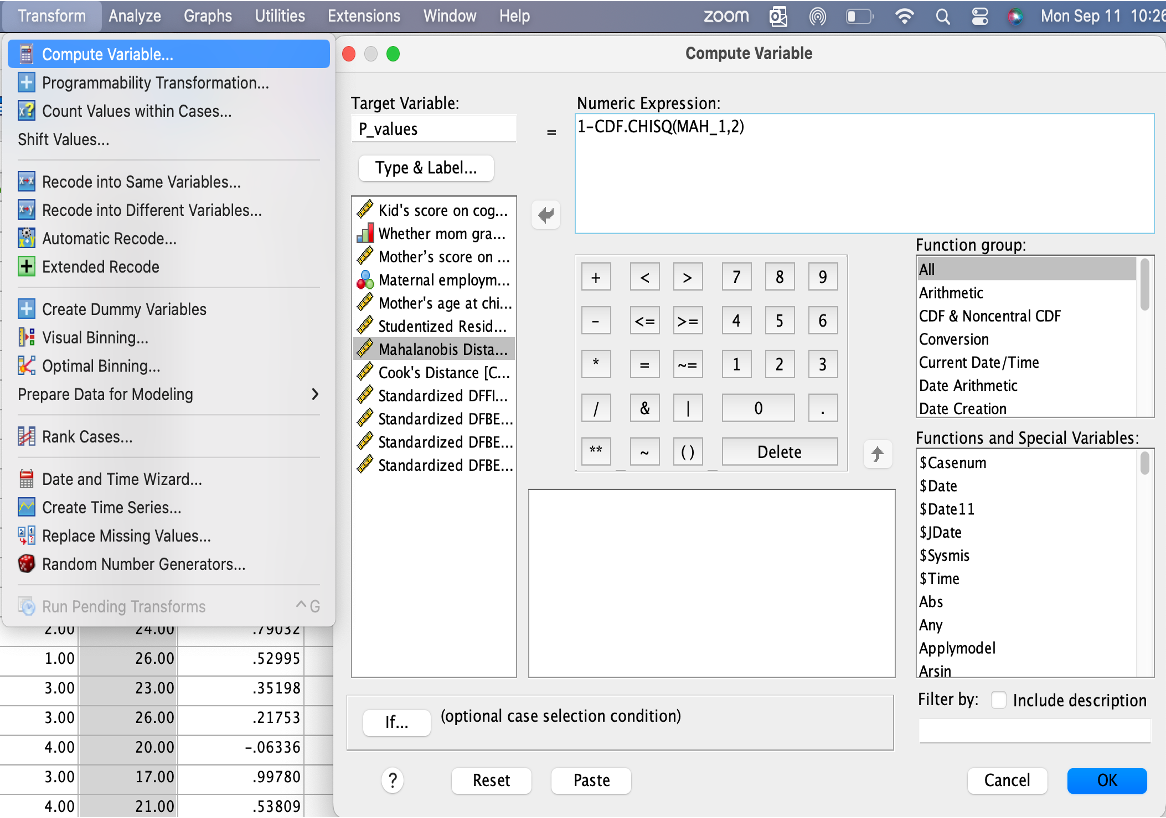 Transform Analyze Graphs Utilities Extensions Window Help zoom Mon Sep 11 10:26
Compute Variable...
Programmability Transformation...
Count Values within Cases...
Shift Values...
Recode into Same Variables...
Recode into Different Variables...
Automatic Recode...
Extended Recode
Create Dummy Variables
Visual Binning...
Optimal Binning...
Prepare Data for Modeling
Rank Cases...
Date and Time Wizard...
Create Time Series...
Replace Missing Values...
Random Number Generators...
Run Pending Transforms ^G
2.00 24.00 .79032
1.00 26.00 .52995
3.00 23.00 .35198
3.00 26.00 .21753
4.00 20.00 -.06336
3.00 17.00 .99780
4.00 21.00 .53809
Compute Variable
Target Variable:
P_values
Type & Label...
=
Numeric Expression:
1-CDF.CHISQ(MAH_1,2)
Kid's score on cog...
Whether mom gra...
Mother's score on ...
Maternal employm...
Mother's age at chi...
Studentized Resid...
Mahalanobis Dista...
Cook's Distance [C...
Standardized DFFI...
Standardized DFBE...
Standardized DFBE...
Standardized DFBE...
+ < > 7 8 9
- <= >= 4 5 6
* = ~= 1 2 3
/ & | 0 .
** ~ () Delete
Function group:
All
Arithmetic
CDF & Noncentral CDF
Conversion
Current Date/Time
Date Arithmetic
Date Creation
Functions and Special Variables:
$Casenum
$Date
$Date11
$JDate
$Sysmis
$Time
Abs
Any
Applymodel
Arsin
Filter by: Include description
If... (optional case selection condition)
? Reset Paste Cancel OK